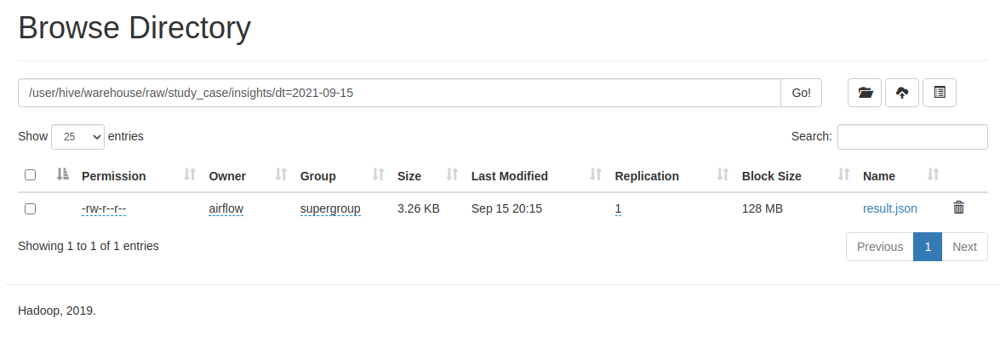 Browse Directory
/user/hive/warehouse/raw/study_case/insights/dt=2021-09-15 Go!
Show 25 entries Search:
Permission Owner Group Size Last Modified Replication Block Size Name
-rw-r--r-- airflow supergroup 3.26 KB Sep 15 20:15 1 128 MB result.json
Showing 1 to 1 of 1 entries Previous 1 Next
Hadoop, 2019.